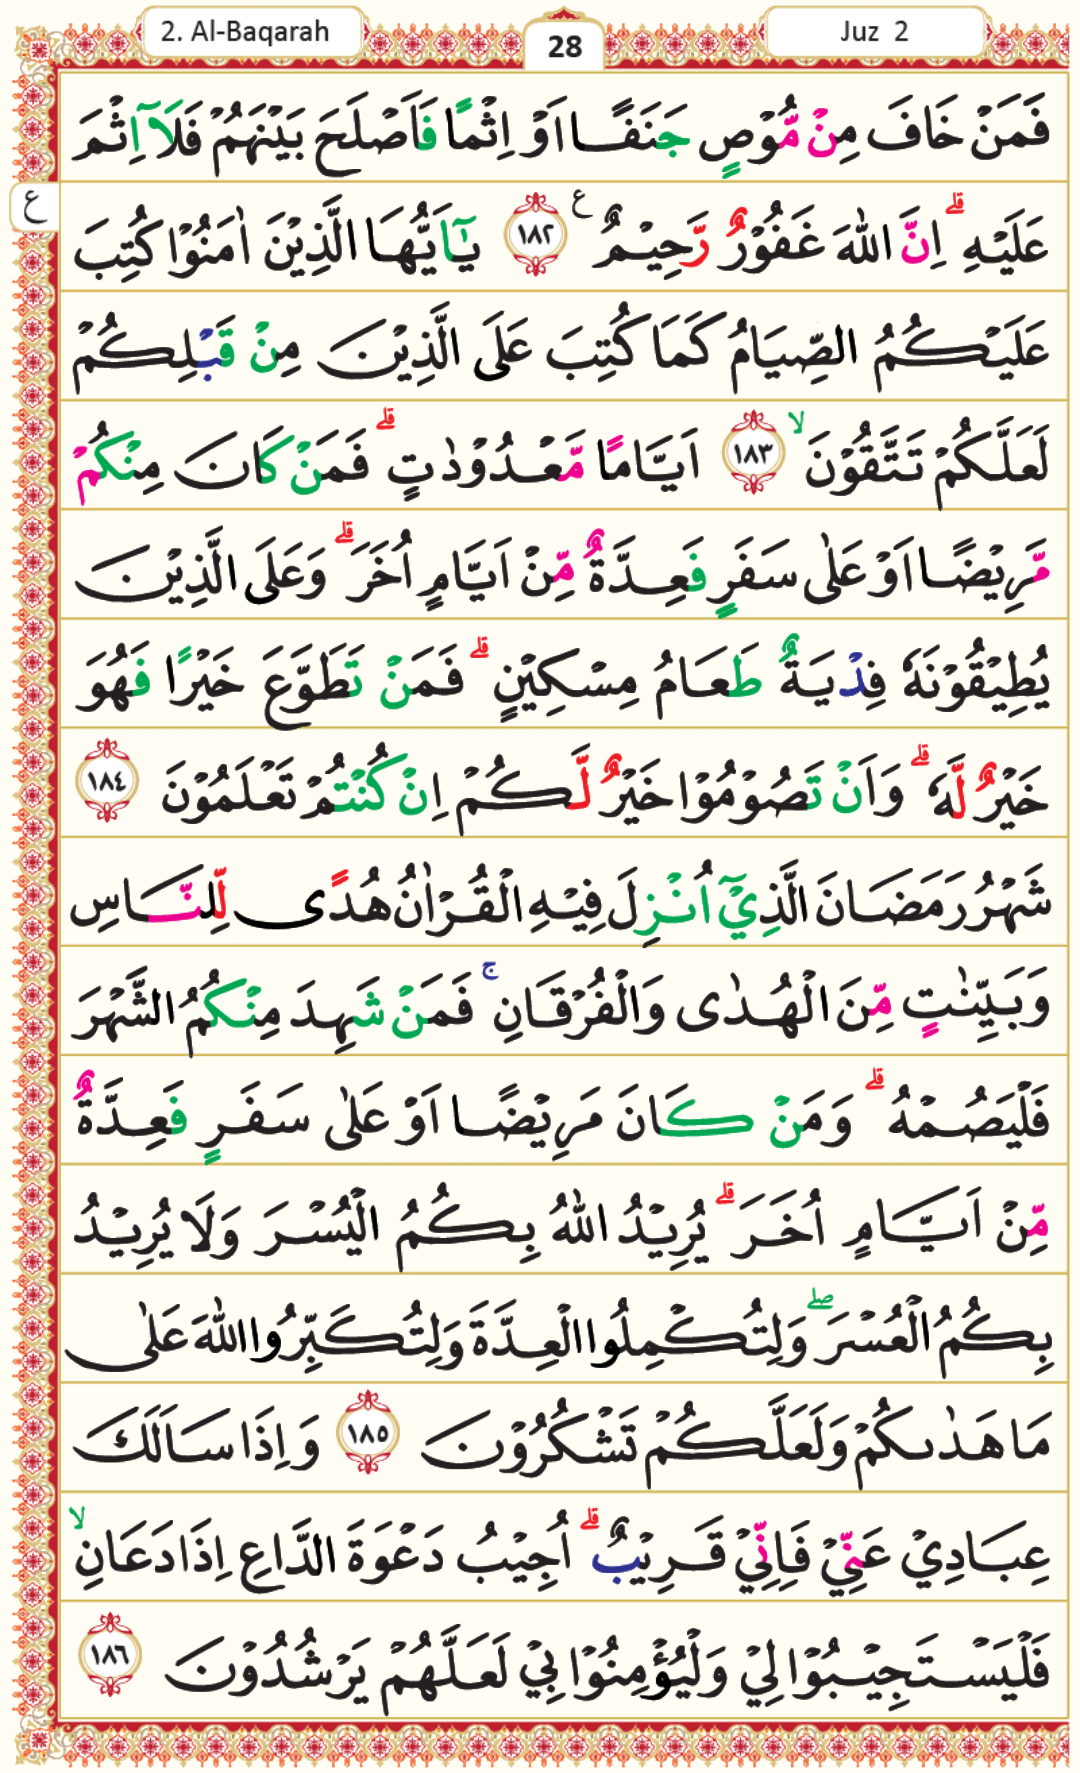 2. Al-Baqarah
28
Juz 2
فَمَنْ خَافَ مِنْ مُّوْصٍ جَنَفًا اَوْ اِثْمًا فَاَصْلَحَ بَيْنَهُمْ فَلَآ اِثْمَ
ع
عَلَيْهِ ۗ اِنَّ اللّٰهَ غَفُوْرٌ رَّحِيْمٌ ࣖ ١٨٢ يٰٓاَيُّهَا الَّذِيْنَ اٰمَنُوْا كُتِبَ
عَلَيْكُمُ الصِّيَامُ كَمَا كُتِبَ عَلَى الَّذِيْنَ مِنْ قَبْلِكُمْ
لَعَلَّكُمْ تَتَّقُوْنَ ۙ ١٨٣ اَيَّامًا مَّعْدُوْدٰتٍ ۗ فَمَنْ كَانَ مِنْكُمْ
مَّرِيْضًا اَوْ عَلٰى سَفَرٍ فَعِدَّةٌ مِّنْ اَيَّامٍ اُخَرَ ۗ وَعَلَى الَّذِيْنَ
يُطِيْقُوْنَهٗ فِدْيَةٌ طَعَامُ مِسْكِيْنٍ ۗ فَمَنْ تَطَوَّعَ خَيْرًا فَهُوَ
خَيْرٌ لَّهٗ ۗ وَاَنْ تَصُوْمُوْا خَيْرٌ لَّكُمْ اِنْ كُنْتُمْ تَعْلَمُوْنَ ١٨٤
شَهْرُ رَمَضَانَ الَّذِيْٓ اُنْزِلَ فِيْهِ الْقُرْاٰنُ هُدًى لِّلنَّاسِ
وَبَيِّنٰتٍ مِّنَ الْهُدٰى وَالْفُرْقَانِ ۚ فَمَنْ شَهِدَ مِنْكُمُ الشَّهْرَ
فَلْيَصُمْهُ ۗ وَمَنْ كَانَ مَرِيْضًا اَوْ عَلٰى سَفَرٍ فَعِدَّةٌ
مِّنْ اَيَّامٍ اُخَرَ ۗ يُرِيْدُ اللّٰهُ بِكُمُ الْيُسْرَ وَلَا يُرِيْدُ
بِكُمُ الْعُسْرَ ۖ وَلِتُكْمِلُوا الْعِدَّةَ وَلِتُكَبِّرُوا اللّٰهَ عَلٰى
مَا هَدٰىكُمْ وَلَعَلَّكُمْ تَشْكُرُوْنَ ١٨٥ وَاِذَا سَاَلَكَ
عِبَادِيْ عَنِّيْ فَاِنِّيْ قَرِيْبٌ ۗ اُجِيْبُ دَعْوَةَ الدَّاعِ اِذَا دَعَانِ ۙ
فَلْيَسْتَجِيْبُوْا لِيْ وَلْيُؤْمِنُوْا بِيْ لَعَلَّهُمْ يَرْشُدُوْنَ ١٨٦